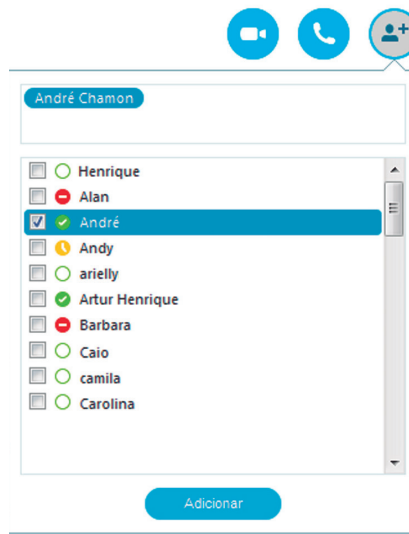 André Chamon
Henrique
Alan
André
Andy
arielly
Artur Henrique
Barbara
Caio
camila
Carolina
Adicionar